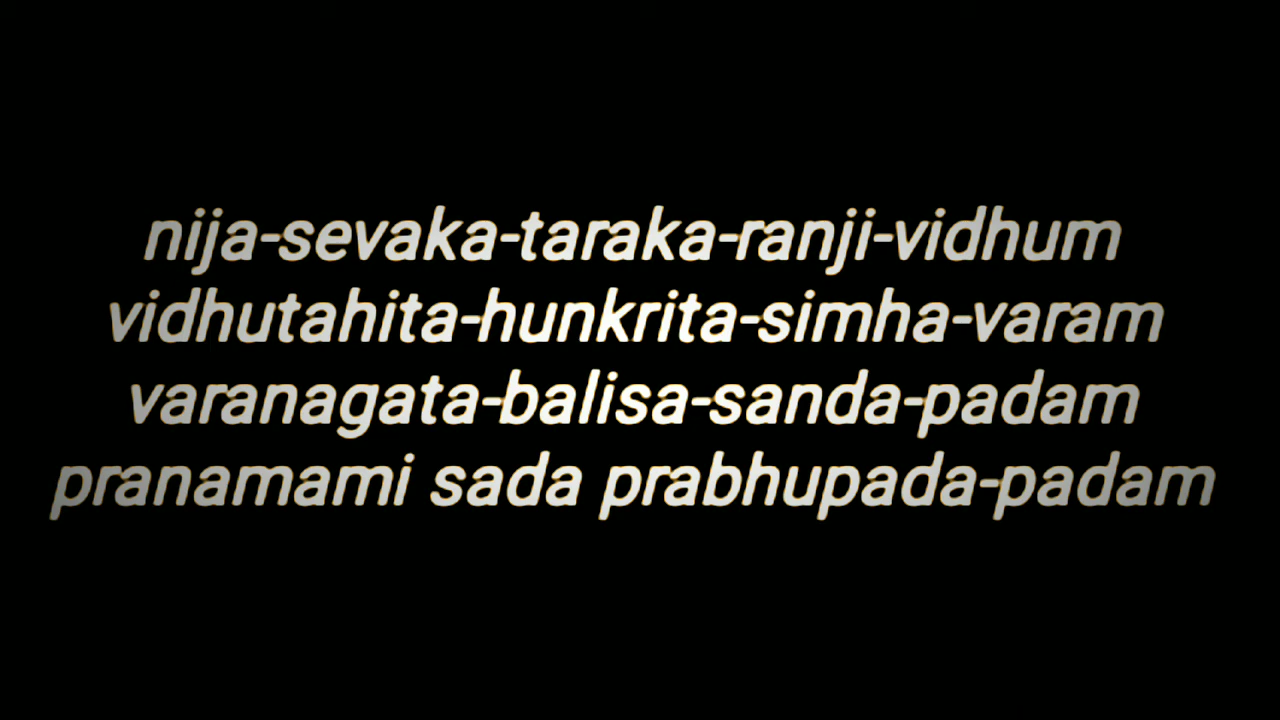 nija-sevaka-taraka-ranji-vidhum
vidhutahita-hunkrita-simha-varam
varanagata-balisa-sanda-padam
pranamami sada prabhupada-padam